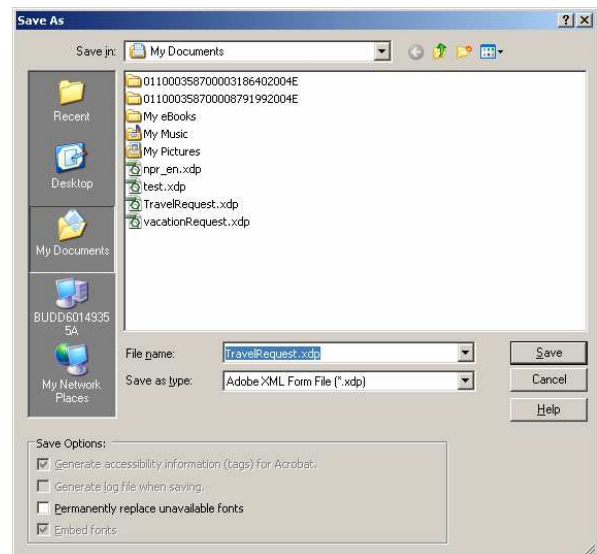 Save As
Save in:
My Documents
Recent
Desktop
My Documents
BUDD6014935
5A
My Network
Places
011000358700003186402004E
011000358700008791992004E
My eBooks
My Music
My Pictures
npr_en.xdp
test.xdp
TravelRequest.xdp
vacationRequest.xdp
File name:
TravelRequest.xdp
Save
Save as type:
Adobe XML Form File (*.xdp)
Cancel
Help
Save Options:
Generate accessibility information (tags) for Acrobat.
Generate log file when saving.
Permanently replace unavailable fonts
Embed fonts